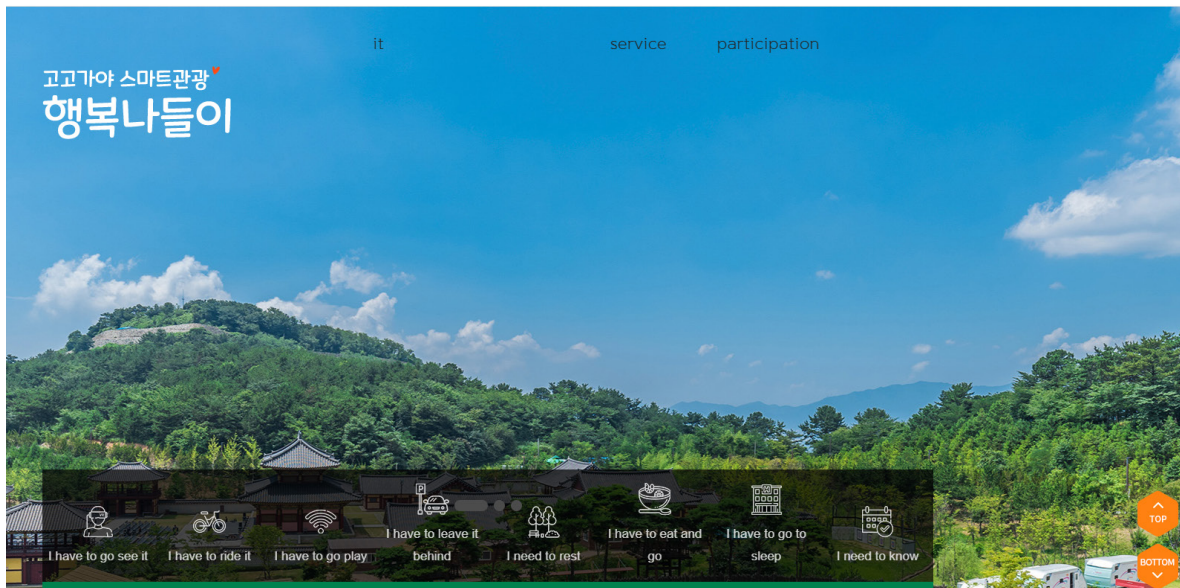 it service participation
고고가야 스마트관광
행복나들이
P
I have to leave it
behind
I have to eat and
go
I have to go to
sleep
I have to go see it
I have to ride it
I have to go play
I need to rest
I need to know
TOP
BOTTOM